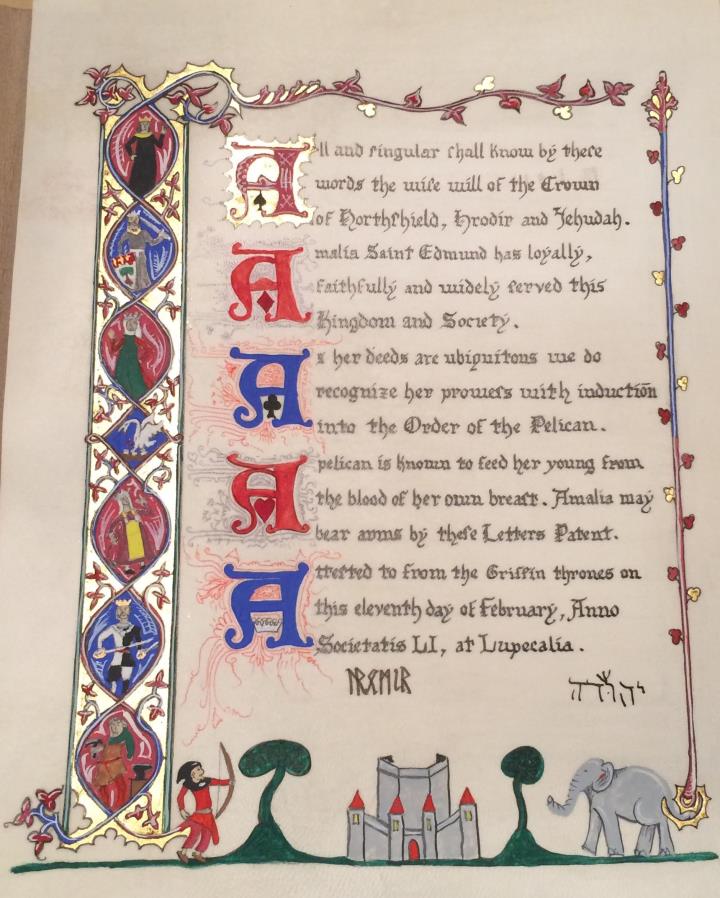 All and ſingular ſhall know by theſe
words the wiſe will of the Crown
of Northſhield, Hrodir and Yehudah.
Amalia Saint Edmund has loyally,
faithfully and widely ſerved this
Kingdom and Society.
As her deeds are ubiquitous we do
recognize her proweſs with induction
into the Order of the Pelican.
A pelican is known to feed her young from
the blood of her own breaſt. Amalia may
bear arms by theſe Letters Patent.
Atteſted to from the Griffin thrones on
this eleventh day of February, Anno
Societatis LI, at Lupecalia.
יהודה